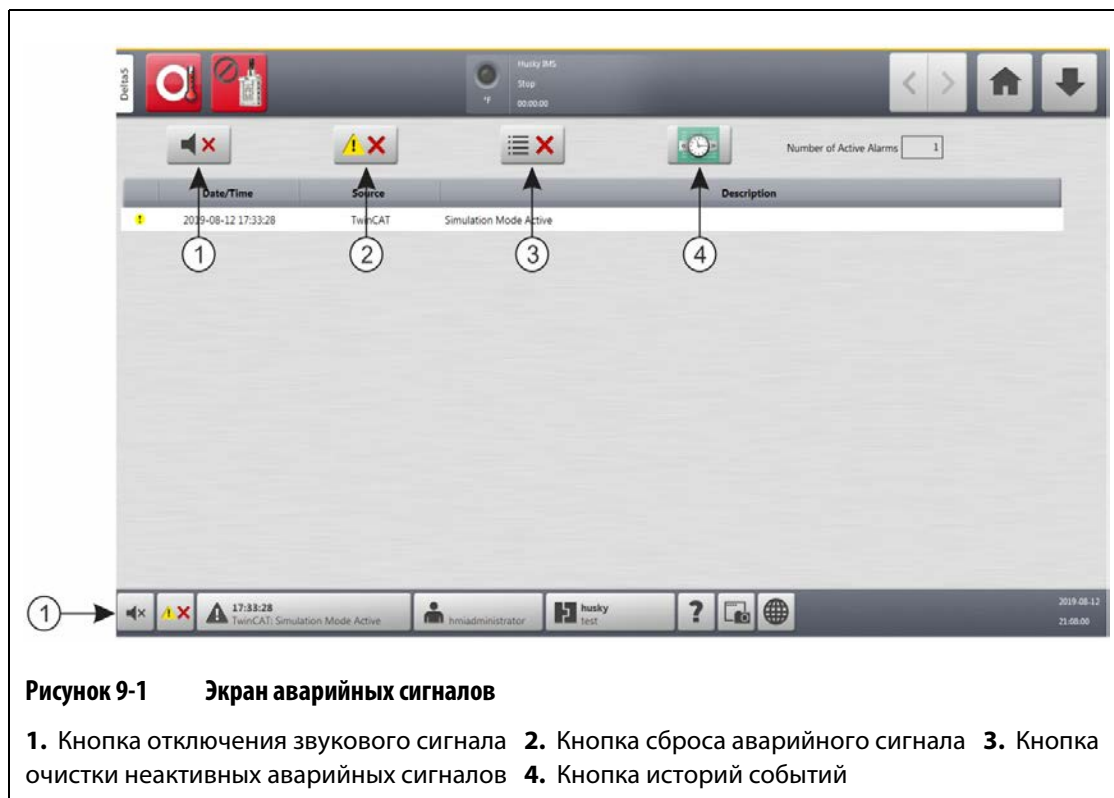 Delta5
Husky IMS
Stop
°F 00:00:00
Number of Active Alarms 1
Date/Time Source Description
2019-08-12 17:33:28 TwinCAT Simulation Mode Active
1 2 3 4
1
17:33:28
TwinCAT: Simulation Mode Active
hmiadministrator
husky
test
?
2019-08-12
21:08:00
Рисунок 9-1 Экран аварийных сигналов
1. Кнопка отключения звукового сигнала 2. Кнопка сброса аварийного сигнала 3. Кнопка
очистки неактивных аварийных сигналов 4. Кнопка историй событий